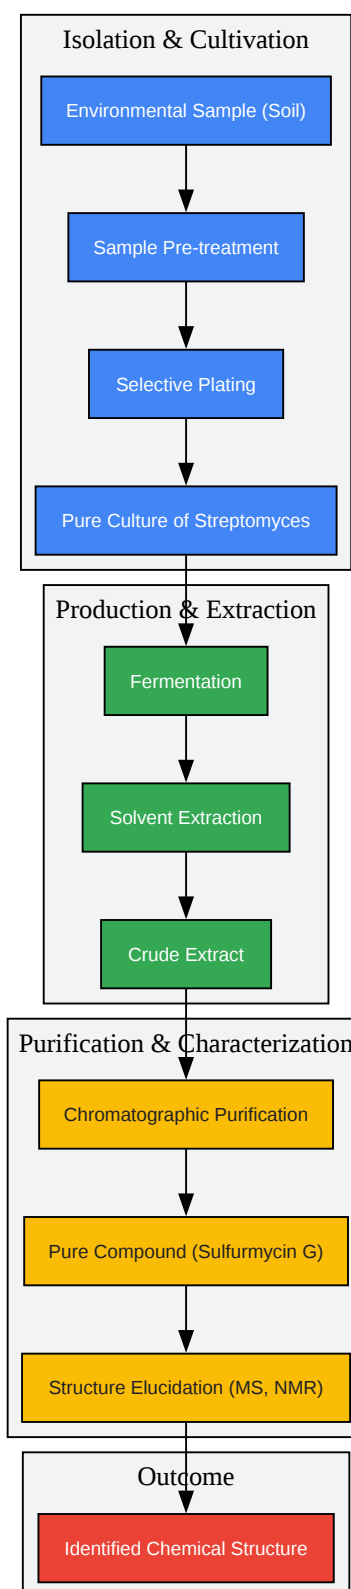 Isolation & Cultivation
Environmental Sample (Soil)
Sample Pre-treatment
Selective Plating
Pure Culture of Streptomyces
Production & Extraction
Fermentation
Solvent Extraction
Crude Extract
Purification & Characterization
Chromatographic Purification
Pure Compound (Sulfurmycin G)
Structure Elucidation (MS, NMR)
Outcome
Identified Chemical Structure